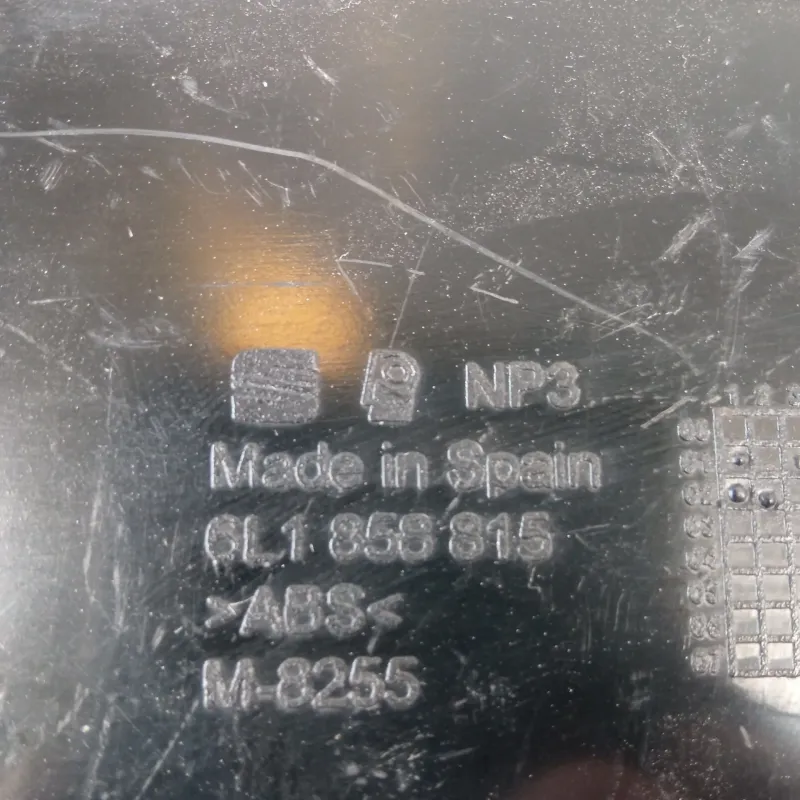 NP3
Made in Spain
6L1 858 815
>ABS<
M-8255